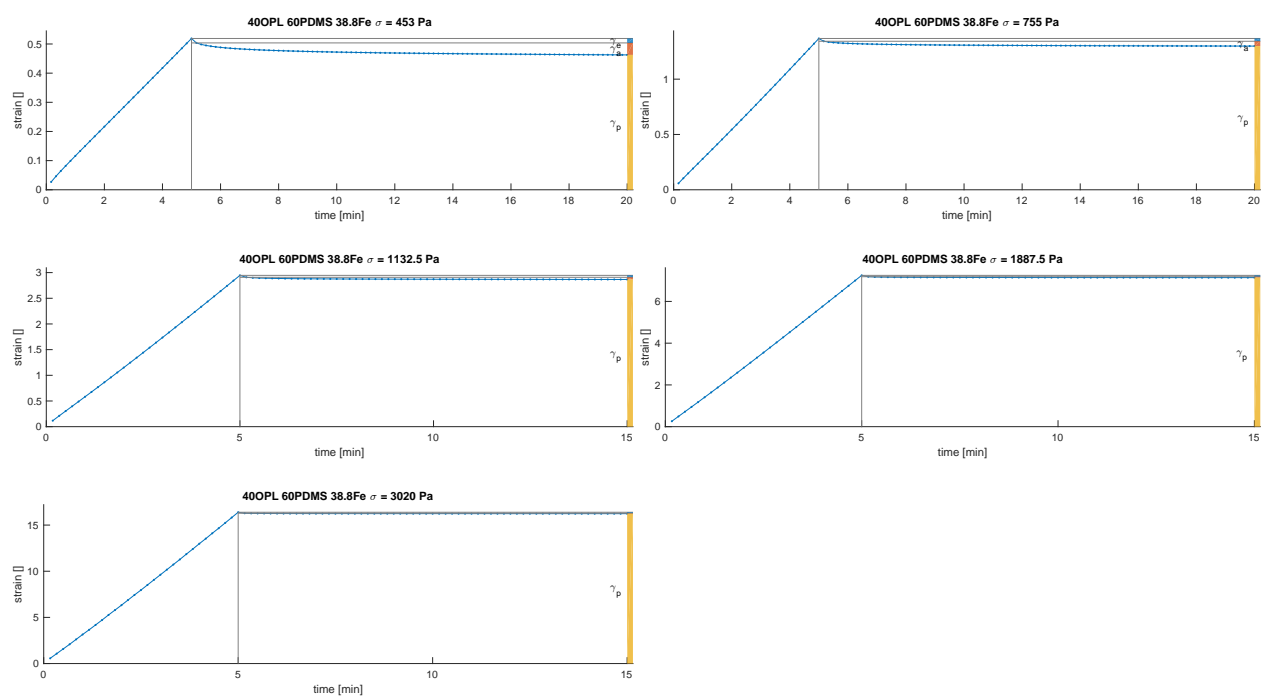 40OPL 60PDMS 38.8Fe σ = 453 Pa
strain []
0.5
0.4
0.3
0.2
0.1
0
γe
γa
γp
0 2 4 6 8 10 12 14 16 18 20
time [min]
40OPL 60PDMS 38.8Fe σ = 755 Pa
strain []
1
0.5
0
γa
γp
0 2 4 6 8 10 12 14 16 18 20
time [min]
40OPL 60PDMS 38.8Fe σ = 1132.5 Pa
strain []
3
2.5
2
1.5
1
0.5
0
γp
0 5 10 15
time [min]
40OPL 60PDMS 38.8Fe σ = 1887.5 Pa
strain []
6
4
2
0
γp
0 5 10 15
time [min]
40OPL 60PDMS 38.8Fe σ = 3020 Pa
strain []
15
10
5
0
γp
0 5 10 15
time [min]